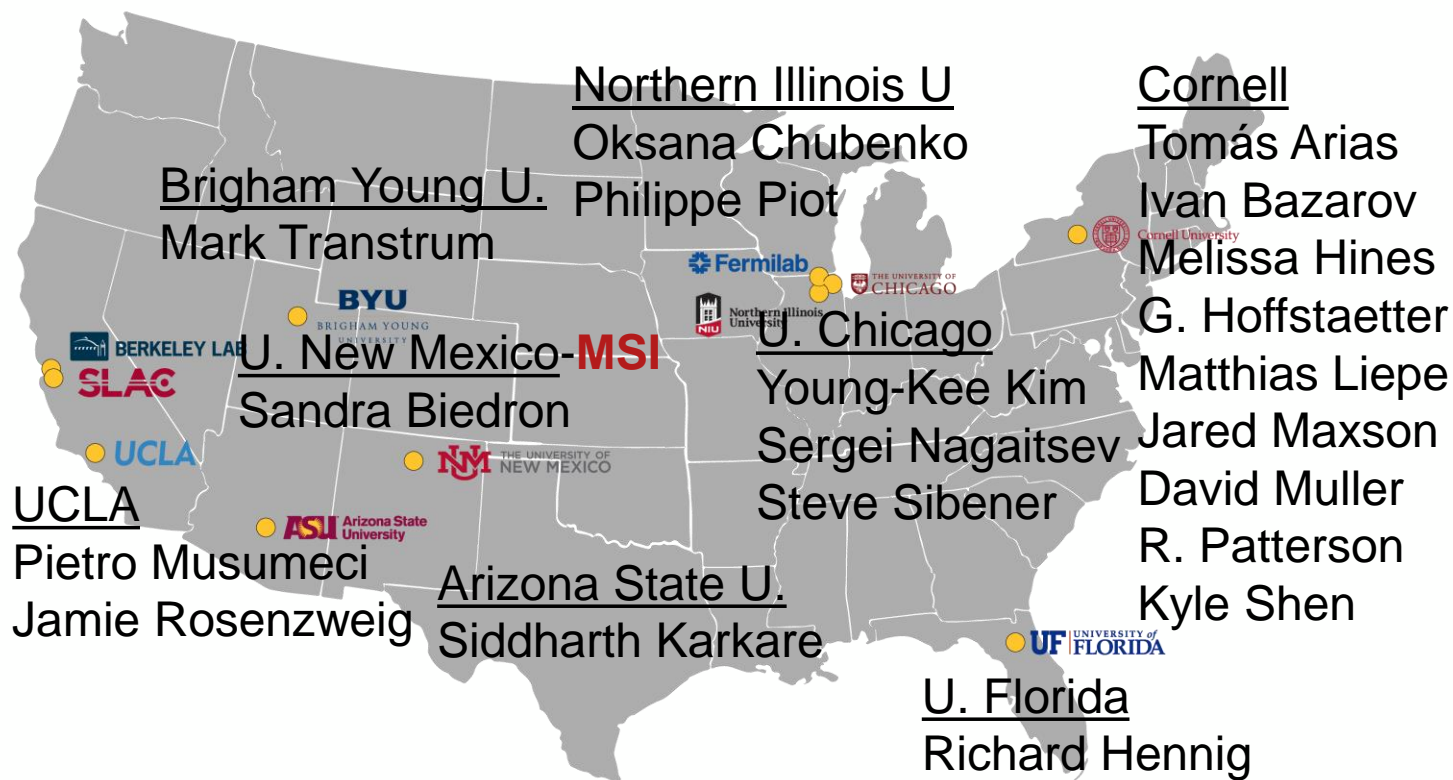 Northern Illinois U
Oksana Chubenko
Philippe Piot
Cornell
Tomás Arias
Ivan Bazarov
Melissa Hines
G. Hoffstaetter
Matthias Liepe
Jared Maxson
David Muller
R. Patterson
Kyle Shen
Cornell University
Brigham Young U.
Mark Transtrum
BYU
BRIGHAM YOUNG
UNIVERSITY
Fermilab
THE UNIVERSITY OF
CHICAGO
NIU
Northern Illinois
University
BERKELEY LAB
SLAC
U. New Mexico-MSI
Sandra Biedron
U. Chicago
Young-Kee Kim
Sergei Nagaitsev
Steve Sibener
UCLA
NM
THE UNIVERSITY OF
NEW MEXICO
UCLA
Pietro Musumeci
Jamie Rosenzweig
ASU
Arizona State
University
Arizona State U.
Siddharth Karkare
UF
UNIVERSITY of
FLORIDA
U. Florida
Richard Hennig